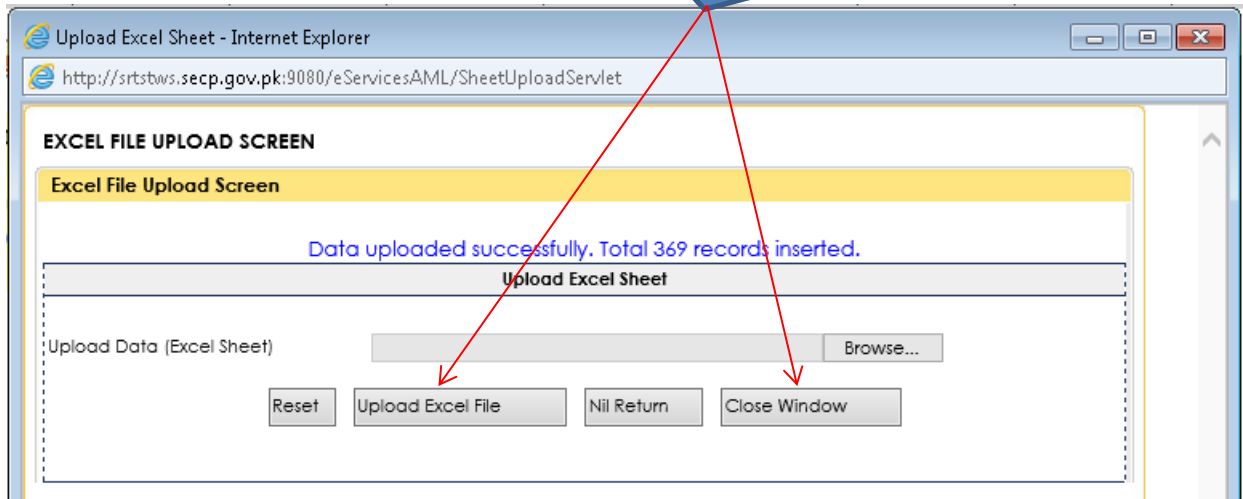 Upload Excel Sheet - Internet Explorer
http://srtstws.secp.gov.pk:9080/eServicesAML/SheetUploadServlet
EXCEL FILE UPLOAD SCREEN
Excel File Upload Screen
Data uploaded successfully. Total 369 records inserted.
Upload Excel Sheet
Upload Data (Excel Sheet) Browse...
Reset Upload Excel File Nil Return Close Window